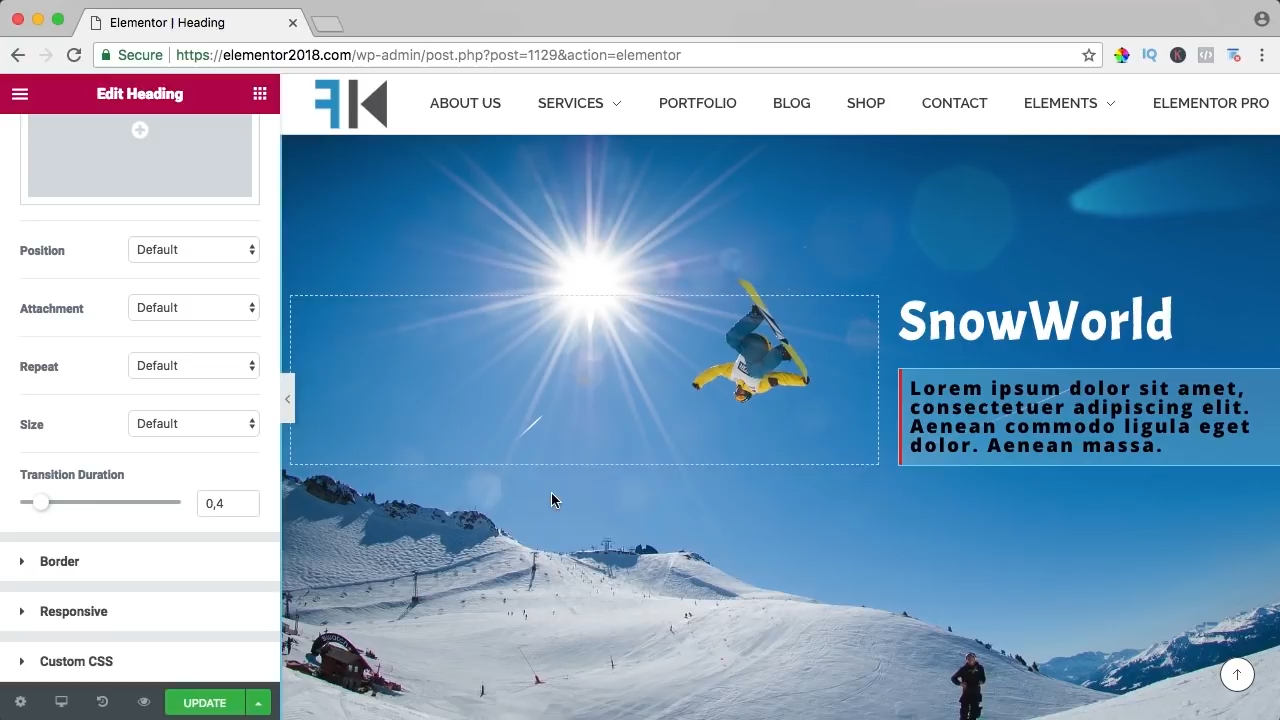 Elementor | Heading
Secure
https://elementor2018.com/wp-admin/post.php?post=1129&action=elementor
Edit Heading
ABOUT US
SERVICES
PORTFOLIO
BLOG
SHOP
CONTACT
ELEMENTS
ELEMENTOR PRO
Position
Default
Attachment
Default
Repeat
Default
Size
Default
Transition Duration
0,4
Border
Responsive
Custom CSS
UPDATE
SnowWorld
Lorem ipsum dolor sit amet,
consectetuer adipiscing elit.
Aenean commodo ligula eget
dolor. Aenean massa.